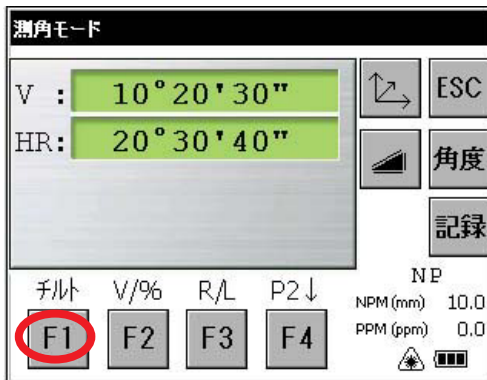 測角モード
V : 10°20'30"
ESC
HR: 20°30'40"
角度
記録
チルト V/% R/L P2↓
F1 F2 F3 F4
NP
NPM (mm) 10.0
PPM (ppm) 0.0